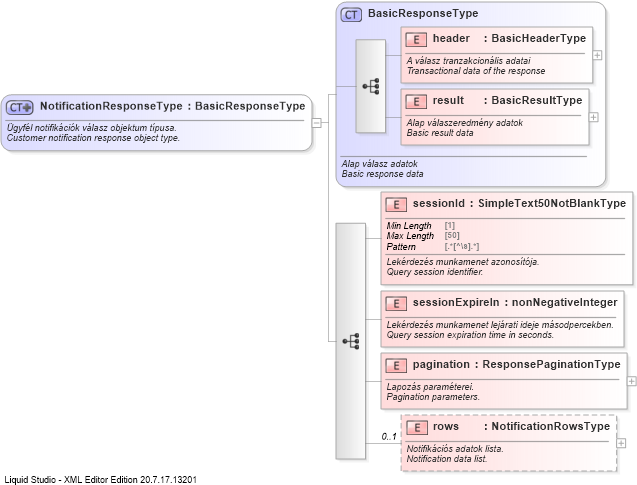 CT BasicResponseType
E header : BasicHeaderType
A válasz tranzakcionális adatai
Transactional data of the response
E result : BasicResultType
Alap válaszeredmény adatok
Basic result data
Alap válasz adatok
Basic response data
CT NotificationResponseType : BasicResponseType
Ügyfél notifikációk válasz objektum típusa.
Customer notification response object type.
E sessionId : SimpleText50NotBlankType
Min Length [1]
Max Length [50]
Pattern [.*[^\s].*]
Lekérdezés munkamenet azonosítója.
Query session identifier.
E sessionExpireIn : nonNegativeInteger
Lekérdezés munkamenet lejárati ideje másodpercekben.
Query session expiration time in seconds.
E pagination : ResponsePaginationType
Lapozás paraméterei.
Pagination parameters.
0..1
E rows : NotificationRowsType
Notifikációs adatok lista.
Notification data list.
Liquid Studio - XML Editor Edition 20.7.17.13201